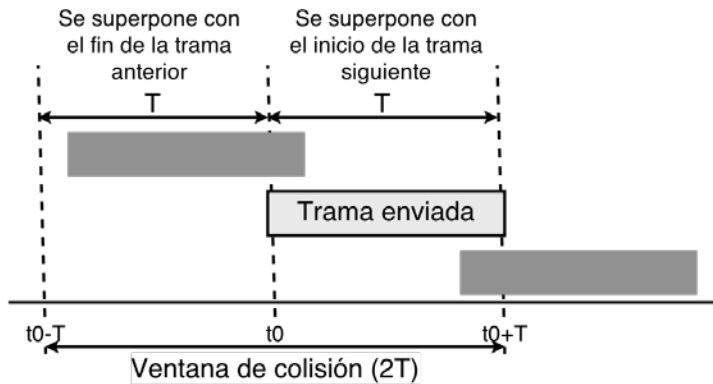 Se superpone con
el fin de la trama
anterior
T
Se superpone con
el inicio de la trama
siguiente
T
Trama enviada
t0-T
t0
t0+T
Ventana de colisión (2T)